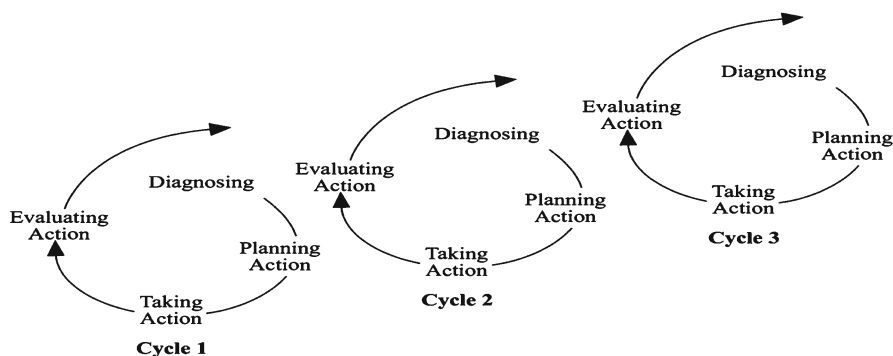 Diagnosing
Planning
Action
Taking
Action
Evaluating
Action
Cycle 1
Diagnosing
Planning
Action
Taking
Action
Evaluating
Action
Cycle 2
Diagnosing
Planning
Action
Taking
Action
Evaluating
Action
Cycle 3